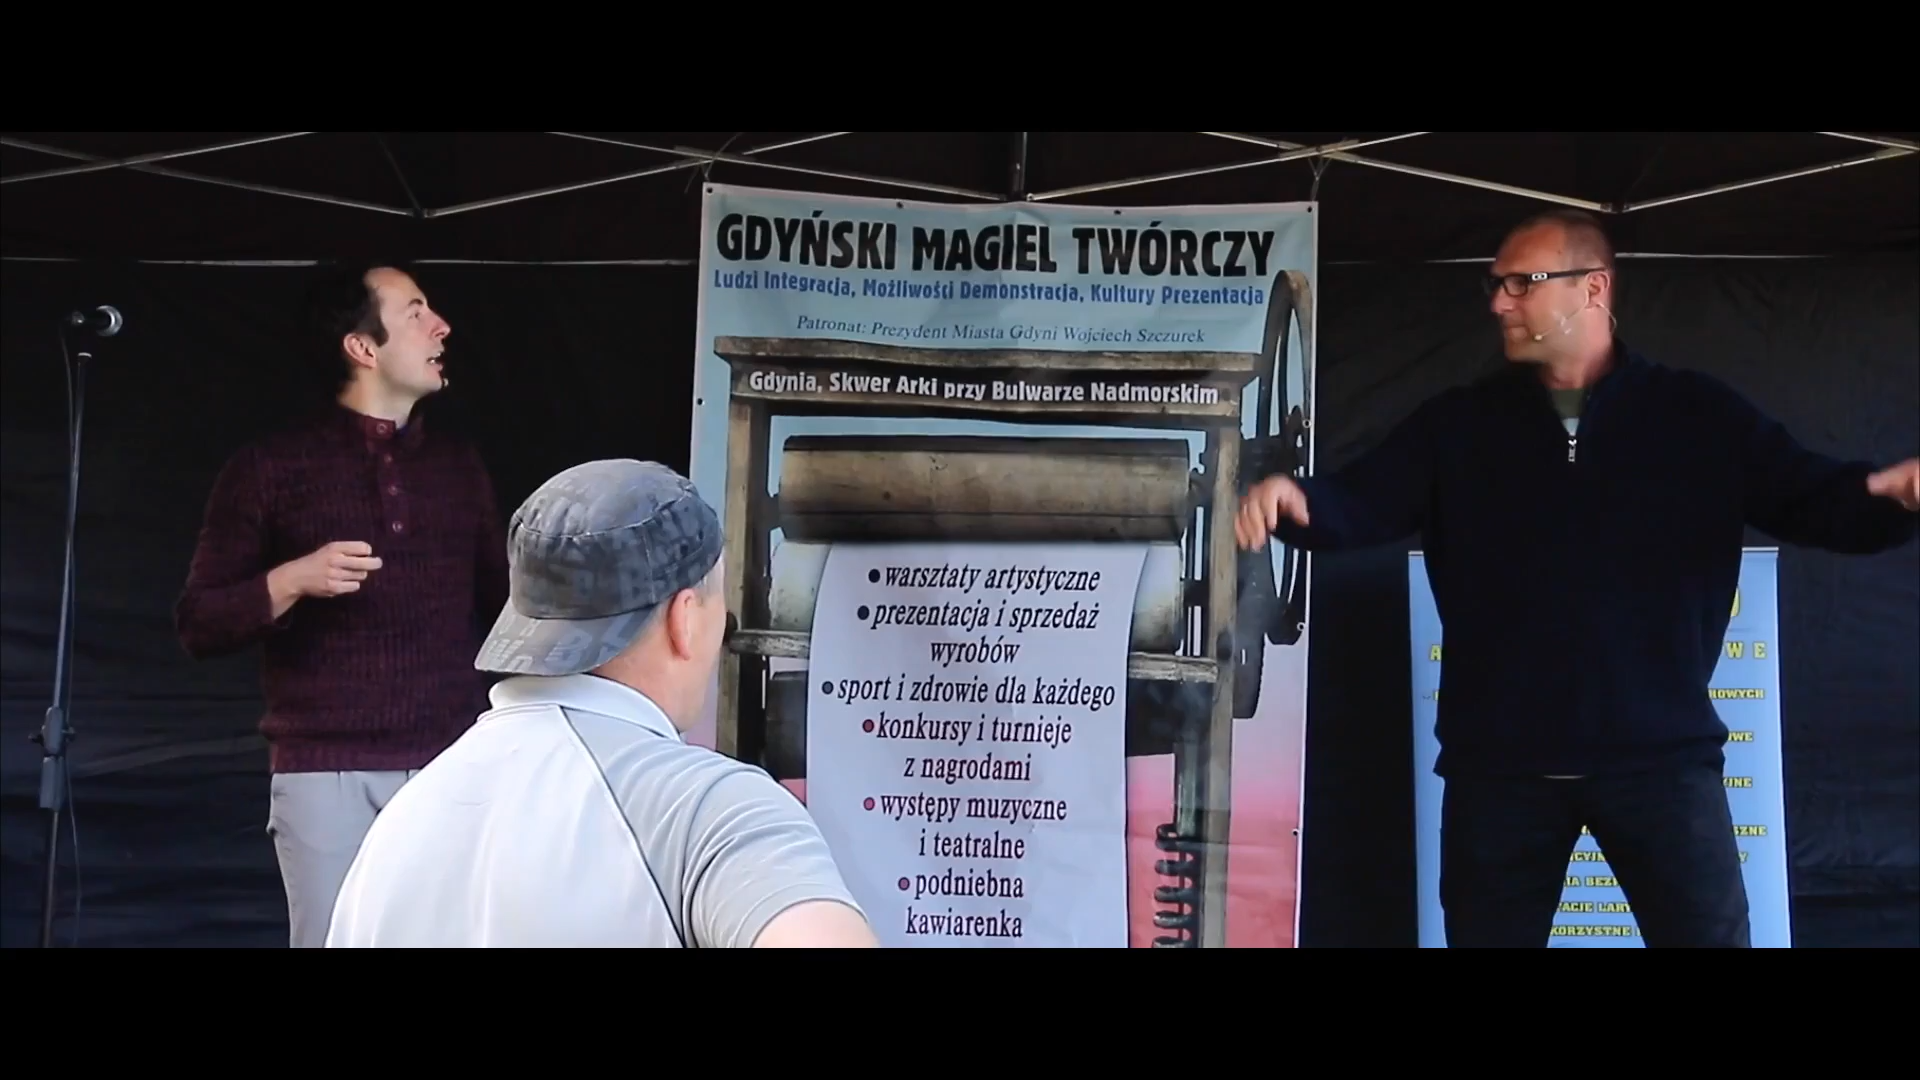 GDYŃSKI MAGIEL TWÓRCZY
Ludzi Integracja, Możliwości Demonstracja, Kultury Prezentacja
Patronat: Prezydent Miasta Gdyni Wojciech Szczurek
Gdynia, Skwer Arki przy Bulwarze Nadmorskim
• warsztaty artystyczne
• prezentacja i sprzedaż
wyrobów
• sport i zdrowie dla każdego
• konkursy i turnieje
z nagrodami
• występy muzyczne
i teatralne
• podniebna
kawiarenka
KORZYSTNE